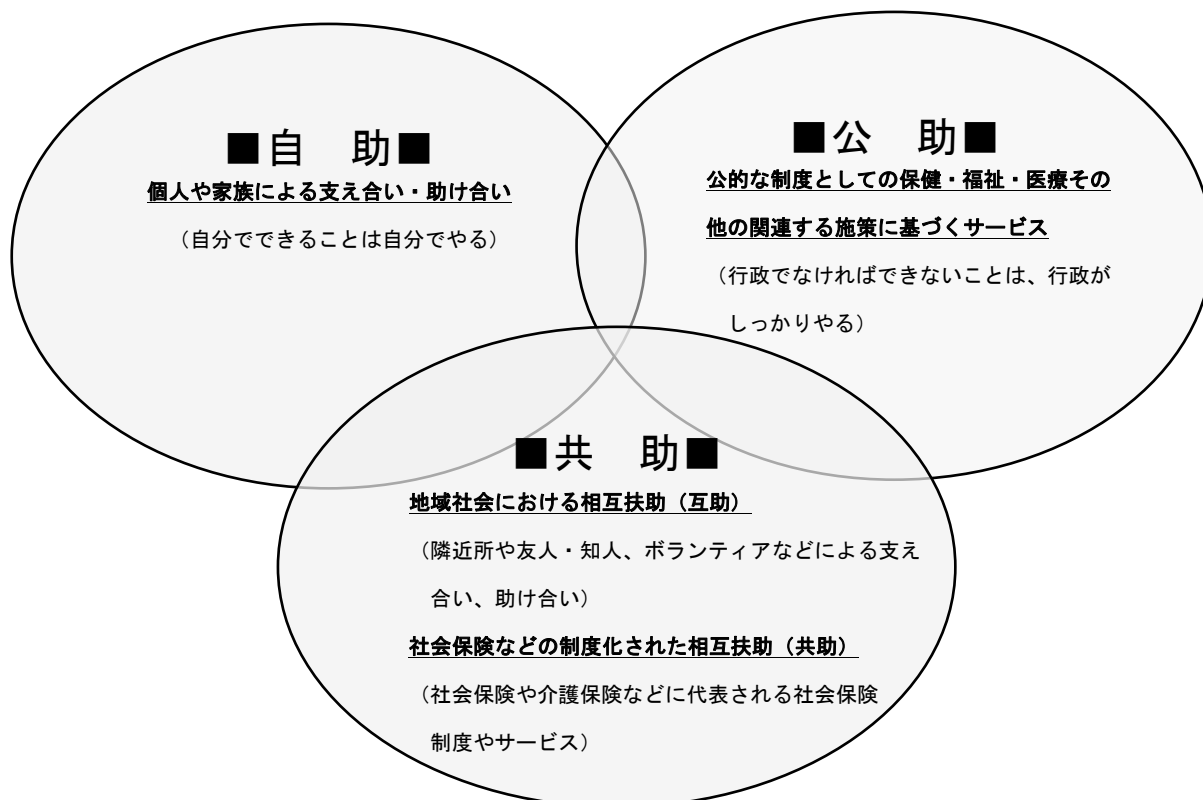 ■自　助■
個人や家族による支え合い・助け合い
（自分でできることは自分でやる）
■公　助■
公的な制度としての保健・福祉・医療その
他の関連する施策に基づくサービス
（行政でなければできないことは、行政が
しっかりやる）
■共　助■
地域社会における相互扶助（互助）
（隣近所や友人・知人、ボランティアなどによる支え
合い、助け合い）
社会保険などの制度化された相互扶助（共助）
（社会保険や介護保険などに代表される社会保険
制度やサービス）